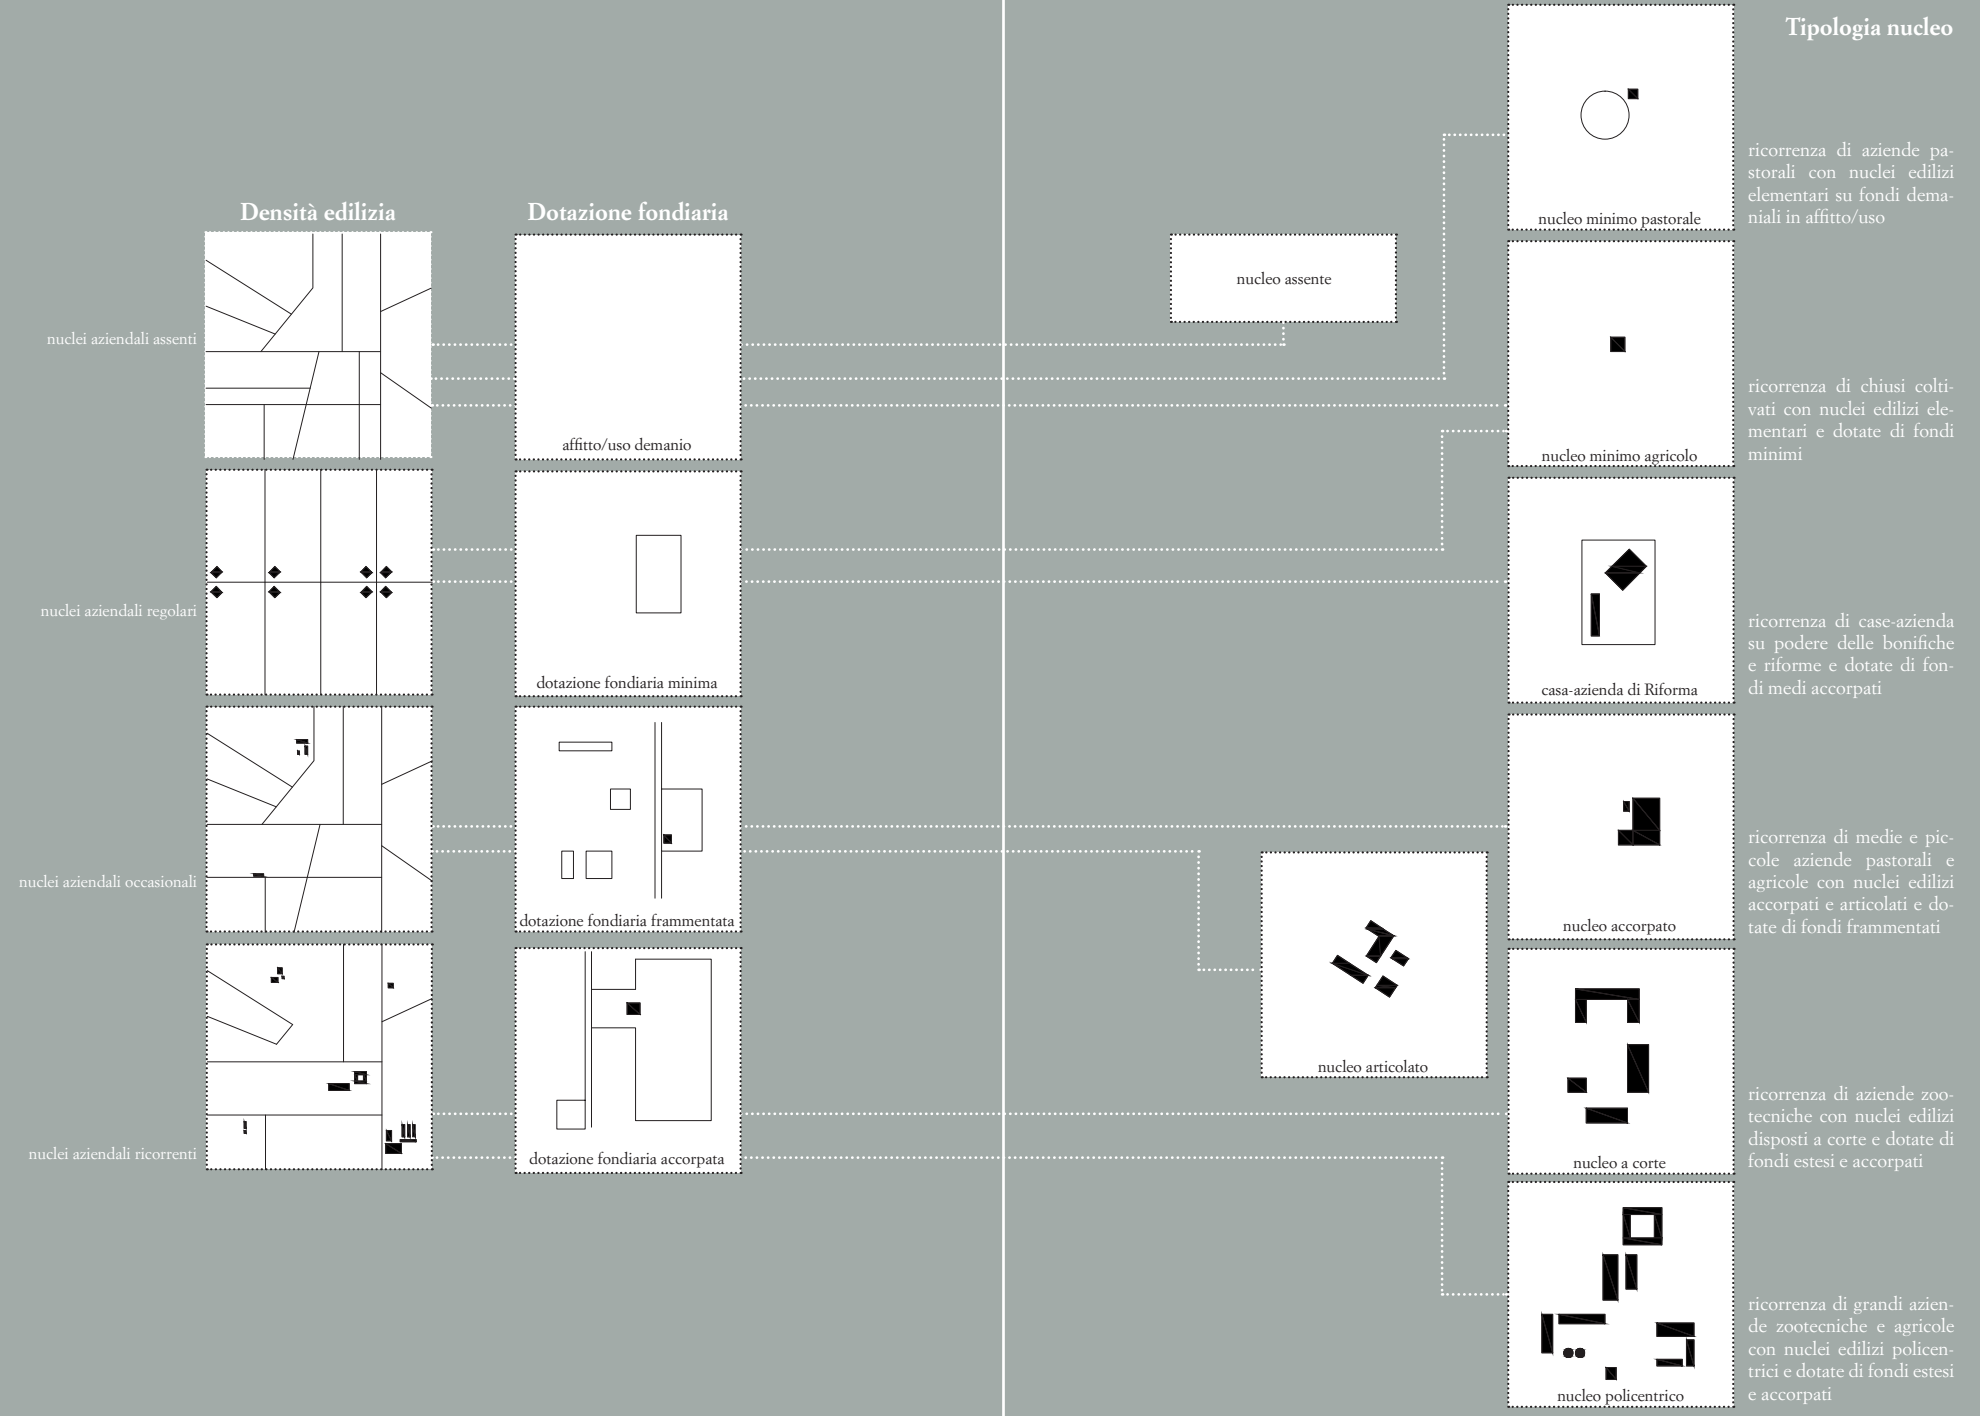 Densità edilizia
nuclei aziendali assenti
nuclei aziendali regolari
nuclei aziendali occasionali
nuclei aziendali ricorrenti
Dotazione fondiaria
affitto/uso demanio
dotazione fondiaria minima
dotazione fondiaria frammentata
dotazione fondiaria accorpata
nucleo assente
nucleo articolato
Tipologia nucleo
nucleo minimo pastorale
ricorrenza di aziende pa-
storali con nuclei edilizi
elementari su fondi dema-
niali in affitto/uso
nucleo minimo agricolo
ricorrenza di chiusi colti-
vati con nuclei edilizi ele-
mentari e dotate di fondi
minimi
casa-azienda di Riforma
ricorrenza di case-azienda
su podere delle bonifiche
e riforme e dotate di fon-
di medi accorpati
nucleo accorpato
ricorrenza di medie e pic-
cole aziende pastorali e
agricole con nuclei edilizi
accorpati e articolati e do-
tate di fondi frammentati
nucleo a corte
ricorrenza di aziende zoo-
tecniche con nuclei edilizi
disposti a corte e dotate di
fondi estesi e accorpati
nucleo policentrico
ricorrenza di grandi azien-
de zootecniche e agricole
con nuclei edilizi policen-
trici e dotate di fondi estesi
e accorpati